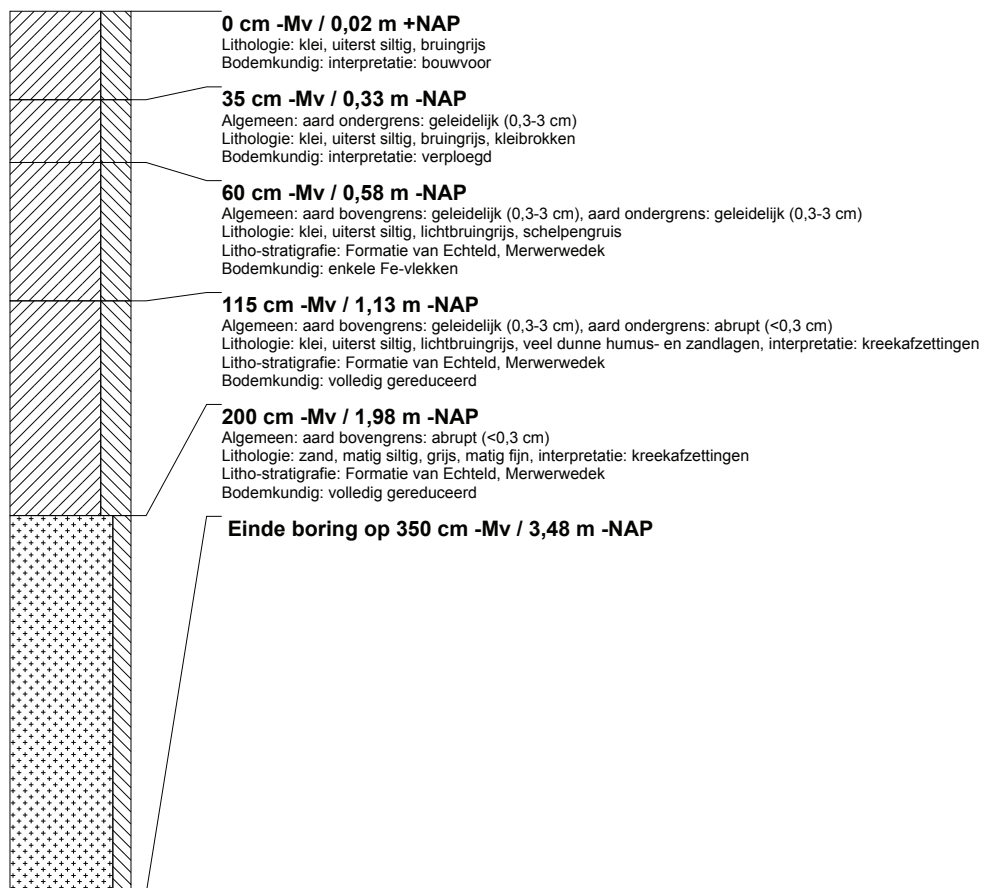 0 cm -Mv / 0,02 m +NAP
Lithologie: klei, uiterst siltig, bruingrijs
Bodemkundig: interpretatie: bouwvoor
35 cm -Mv / 0,33 m -NAP
Algemeen: aard ondergrens: geleidelijk (0,3-3 cm)
Lithologie: klei, uiterst siltig, bruingrijs, kleibrokken
Bodemkundig: interpretatie: verploegd
60 cm -Mv / 0,58 m -NAP
Algemeen: aard bovengrens: geleidelijk (0,3-3 cm), aard ondergrens: geleidelijk (0,3-3 cm)
Lithologie: klei, uiterst siltig, lichtbruingrijs, schelpengruis
Litho-stratigrafie: Formatie van Echteld, Merwerwedek
Bodemkundig: enkele Fe-vlekken
115 cm -Mv / 1,13 m -NAP
Algemeen: aard bovengrens: geleidelijk (0,3-3 cm), aard ondergrens: abrupt (<0,3 cm)
Lithologie: klei, uiterst siltig, lichtbruingrijs, veel dunne humus- en zandlagen, interpretatie: kreekafzettingen
Litho-stratigrafie: Formatie van Echteld, Merwerwedek
Bodemkundig: volledig gereduceerd
200 cm -Mv / 1,98 m -NAP
Algemeen: aard bovengrens: abrupt (<0,3 cm)
Lithologie: zand, matig siltig, grijs, matig fijn, interpretatie: kreekafzettingen
Litho-stratigrafie: Formatie van Echteld, Merwerwedek
Bodemkundig: volledig gereduceerd
Einde boring op 350 cm -Mv / 3,48 m -NAP